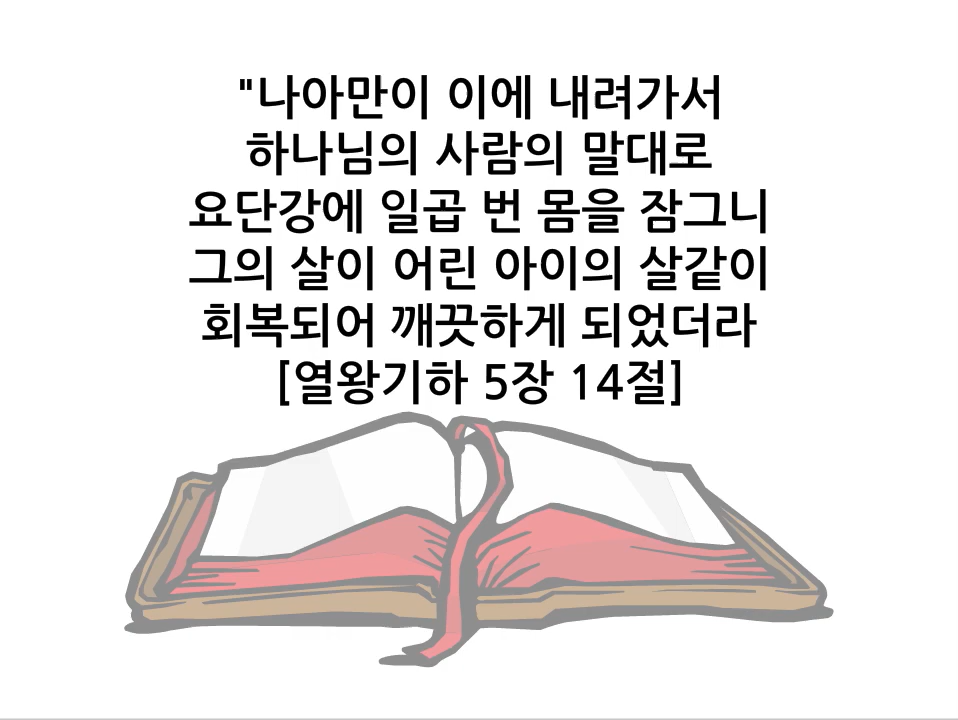 "나아만이 이에 내려가서
하나님의 사람의 말대로
요단강에 일곱 번 몸을 잠그니
그의 살이 어린 아이의 살같이
회복되어 깨끗하게 되었더라
[열왕기하 5장 14절]